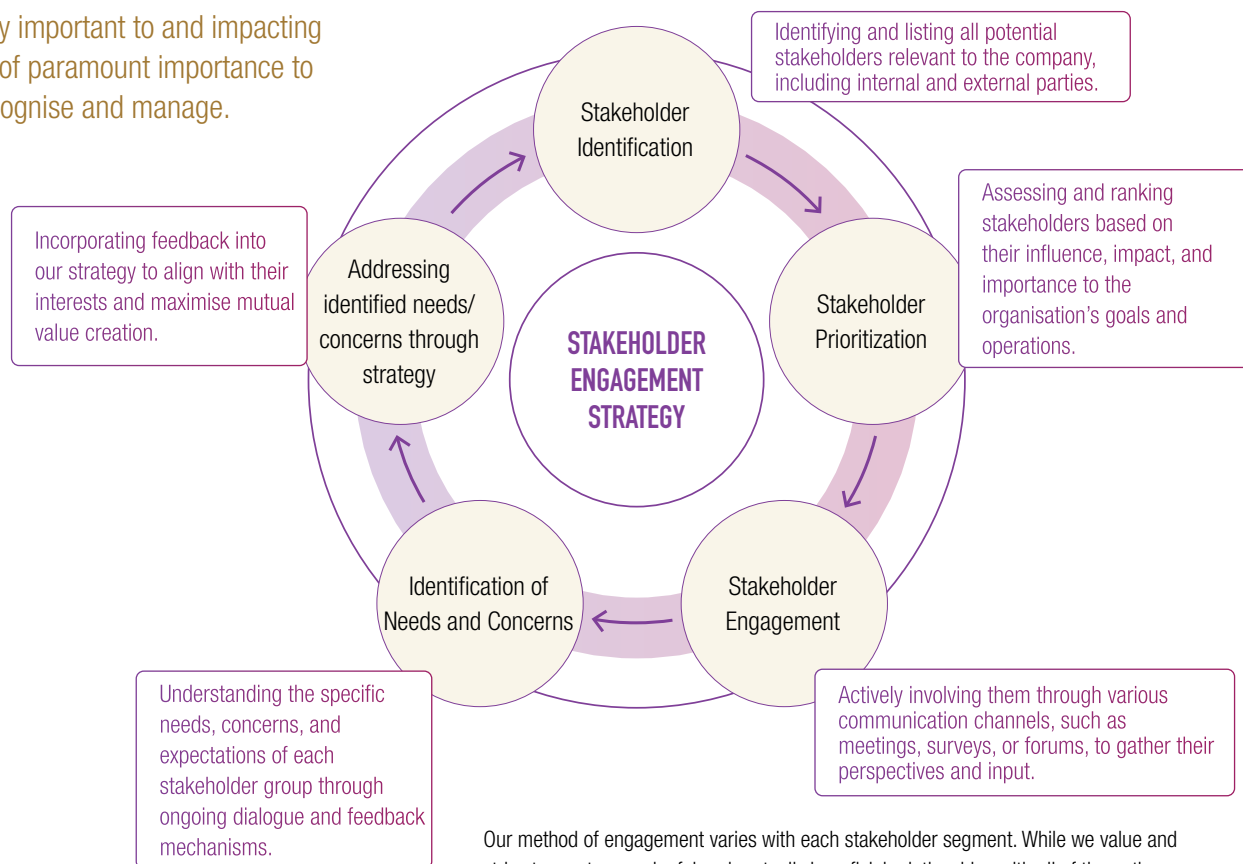 y important to and impacting
of paramount importance to
ognise and manage.
Identifying and listing all potential
stakeholders relevant to the company,
including internal and external parties.
Stakeholder
Identification
Assessing and ranking
stakeholders based on
their influence, impact, and
importance to the
organisation's goals and
operations.
Stakeholder
Prioritization
Incorporating feedback into
our strategy to align with their
interests and maximise mutual
value creation.
Addressing
identified needs/
concerns through
strategy
STAKEHOLDER
ENGAGEMENT
STRATEGY
Identification of
Needs and Concerns
Stakeholder
Engagement
Understanding the specific
needs, concerns, and
expectations of each
stakeholder group through
ongoing dialogue and feedback
mechanisms.
Actively involving them through various
communication channels, such as
meetings, surveys, or forums, to gather their
perspectives and input.
Our method of engagement varies with each stakeholder segment. While we value and